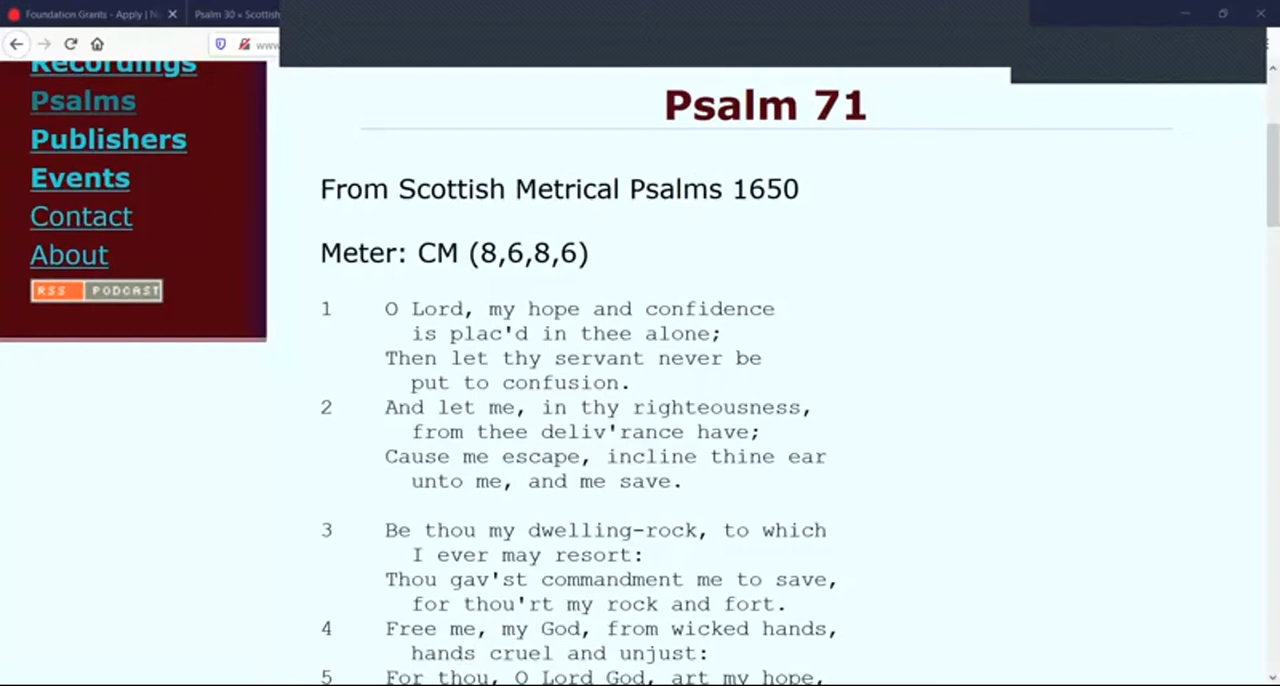 Foundation Grants - Apply | N
Psalm 30 « Scottish
www
Recordings
Psalms
Publishers
Events
Contact
About
RSS PODCAST
Psalm 71
From Scottish Metrical Psalms 1650
Meter: CM (8,6,8,6)
1 O Lord, my hope and confidence
is plac'd in thee alone;
Then let thy servant never be
put to confusion.
2 And let me, in thy righteousness,
from thee deliv'rance have;
Cause me escape, incline thine ear
unto me, and me save.
3 Be thou my dwelling-rock, to which
I ever may resort:
Thou gav'st commandment me to save,
for thou'rt my rock and fort.
4 Free me, my God, from wicked hands,
hands cruel and unjust:
5 For thou, O Lord God, art my hope,